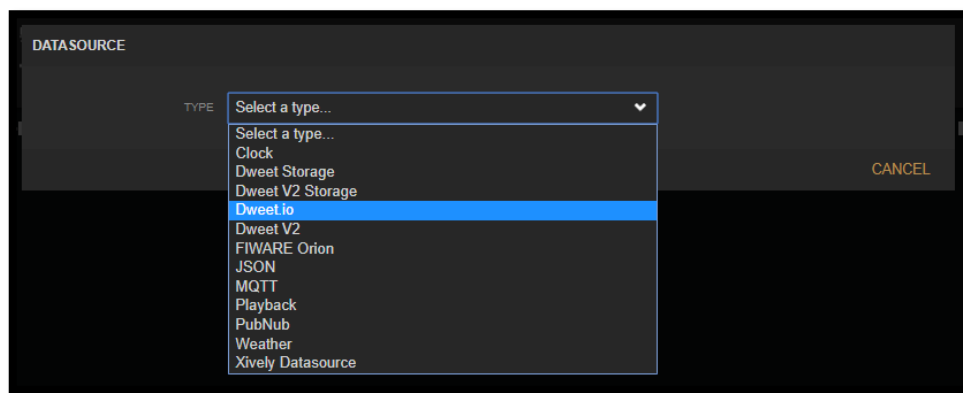 DATASOURCE
TYPE Select a type...
Select a type...
Clock
Dweet Storage
Dweet V2 Storage
Dweet.io
Dweet V2
FIWARE Orion
JSON
MQTT
Playback
PubNub
Weather
Xively Datasource
CANCEL